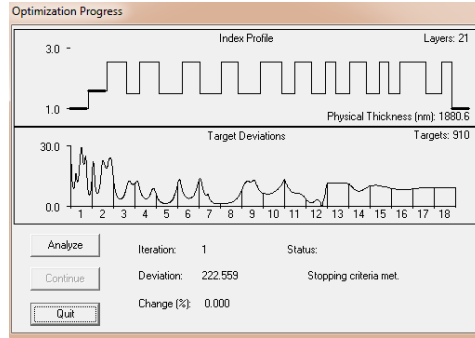 Optimization Progress
Index Profile
Layers: 21
3.0
1.0
Physical Thickness (nm): 1880.6
Target Deviations
Targets: 910
30.0
0.0
1 2 3 4 5 6 7 8 9 10 11 12 13 14 15 16 17 18
Analyze
Iteration: 1
Status:
Continue
Deviation: 222.559
Stopping criteria met.
Change (%): 0.000
Quit